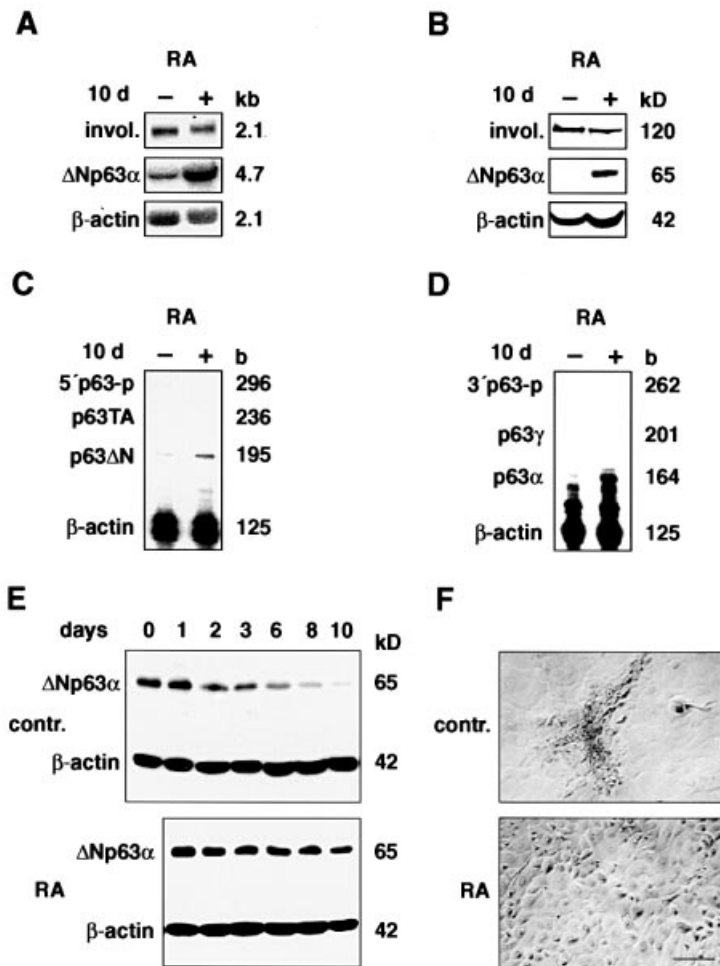 A
RA
10 d − + kb
invol. 2.1
ΔNp63α 4.7
β-actin 2.1
B
RA
10 d − + kD
invol. 120
ΔNp63α 65
β-actin 42
C
RA
10 d − + b
5´p63-p 296
p63TA 236
p63ΔN 195
β-actin 125
D
RA
10 d − + b
3´p63-p 262
p63γ 201
p63α 164
β-actin 125
E
days 0 1 2 3 6 8 10 kD
ΔNp63α 65
contr.
β-actin 42
ΔNp63α 65
RA
β-actin 42
F
contr.
RA